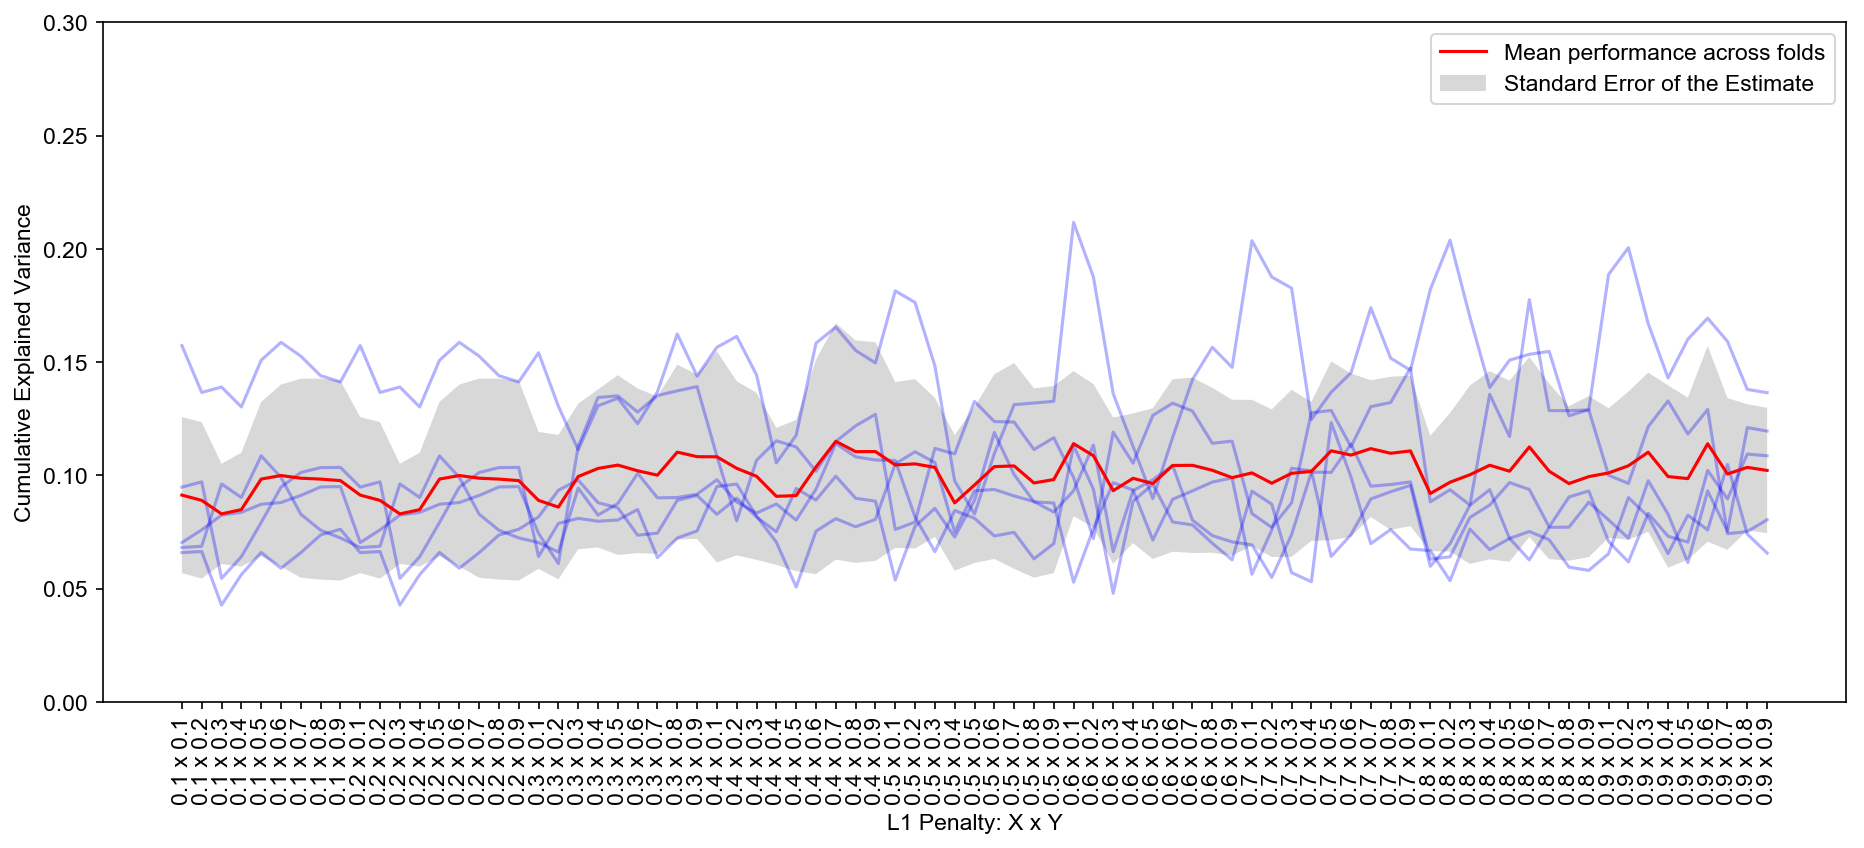 0.30
0.25
0.20
0.15
0.10
0.05
0.00
Cumulative Explained Variance
Mean performance across folds
Standard Error of the Estimate
0.1 x 0.1
0.1 x 0.2
0.1 x 0.3
0.1 x 0.4
0.1 x 0.5
0.1 x 0.6
0.1 x 0.7
0.1 x 0.8
0.1 x 0.9
0.2 x 0.1
0.2 x 0.2
0.2 x 0.3
0.2 x 0.4
0.2 x 0.5
0.2 x 0.6
0.2 x 0.7
0.2 x 0.8
0.2 x 0.9
0.3 x 0.1
0.3 x 0.2
0.3 x 0.3
0.3 x 0.4
0.3 x 0.5
0.3 x 0.6
0.3 x 0.7
0.3 x 0.8
0.3 x 0.9
0.4 x 0.1
0.4 x 0.2
0.4 x 0.3
0.4 x 0.4
0.4 x 0.5
0.4 x 0.6
0.4 x 0.7
0.4 x 0.8
0.4 x 0.9
0.5 x 0.1
0.5 x 0.2
0.5 x 0.3
0.5 x 0.4
0.5 x 0.5
0.5 x 0.6
0.5 x 0.7
0.5 x 0.8
0.5 x 0.9
0.6 x 0.1
0.6 x 0.2
0.6 x 0.3
0.6 x 0.4
0.6 x 0.5
0.6 x 0.6
0.6 x 0.7
0.6 x 0.8
0.6 x 0.9
0.7 x 0.1
0.7 x 0.2
0.7 x 0.3
0.7 x 0.4
0.7 x 0.5
0.7 x 0.6
0.7 x 0.7
0.7 x 0.8
0.7 x 0.9
0.8 x 0.1
0.8 x 0.2
0.8 x 0.3
0.8 x 0.4
0.8 x 0.5
0.8 x 0.6
0.8 x 0.7
0.8 x 0.8
0.8 x 0.9
0.9 x 0.1
0.9 x 0.2
0.9 x 0.3
0.9 x 0.4
0.9 x 0.5
0.9 x 0.6
0.9 x 0.7
0.9 x 0.8
0.9 x 0.9
L1 Penalty: X x Y